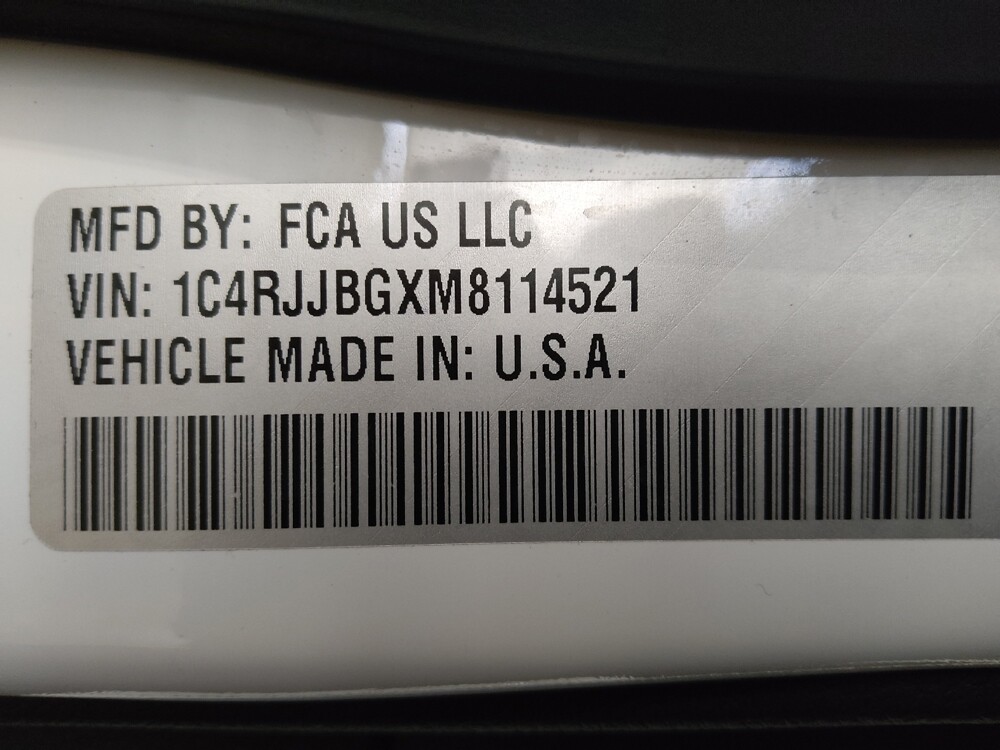 MFD BY: FCA US LLC
VIN: 1C4RJJBGXM8114521
VEHICLE MADE IN: U.S.A.